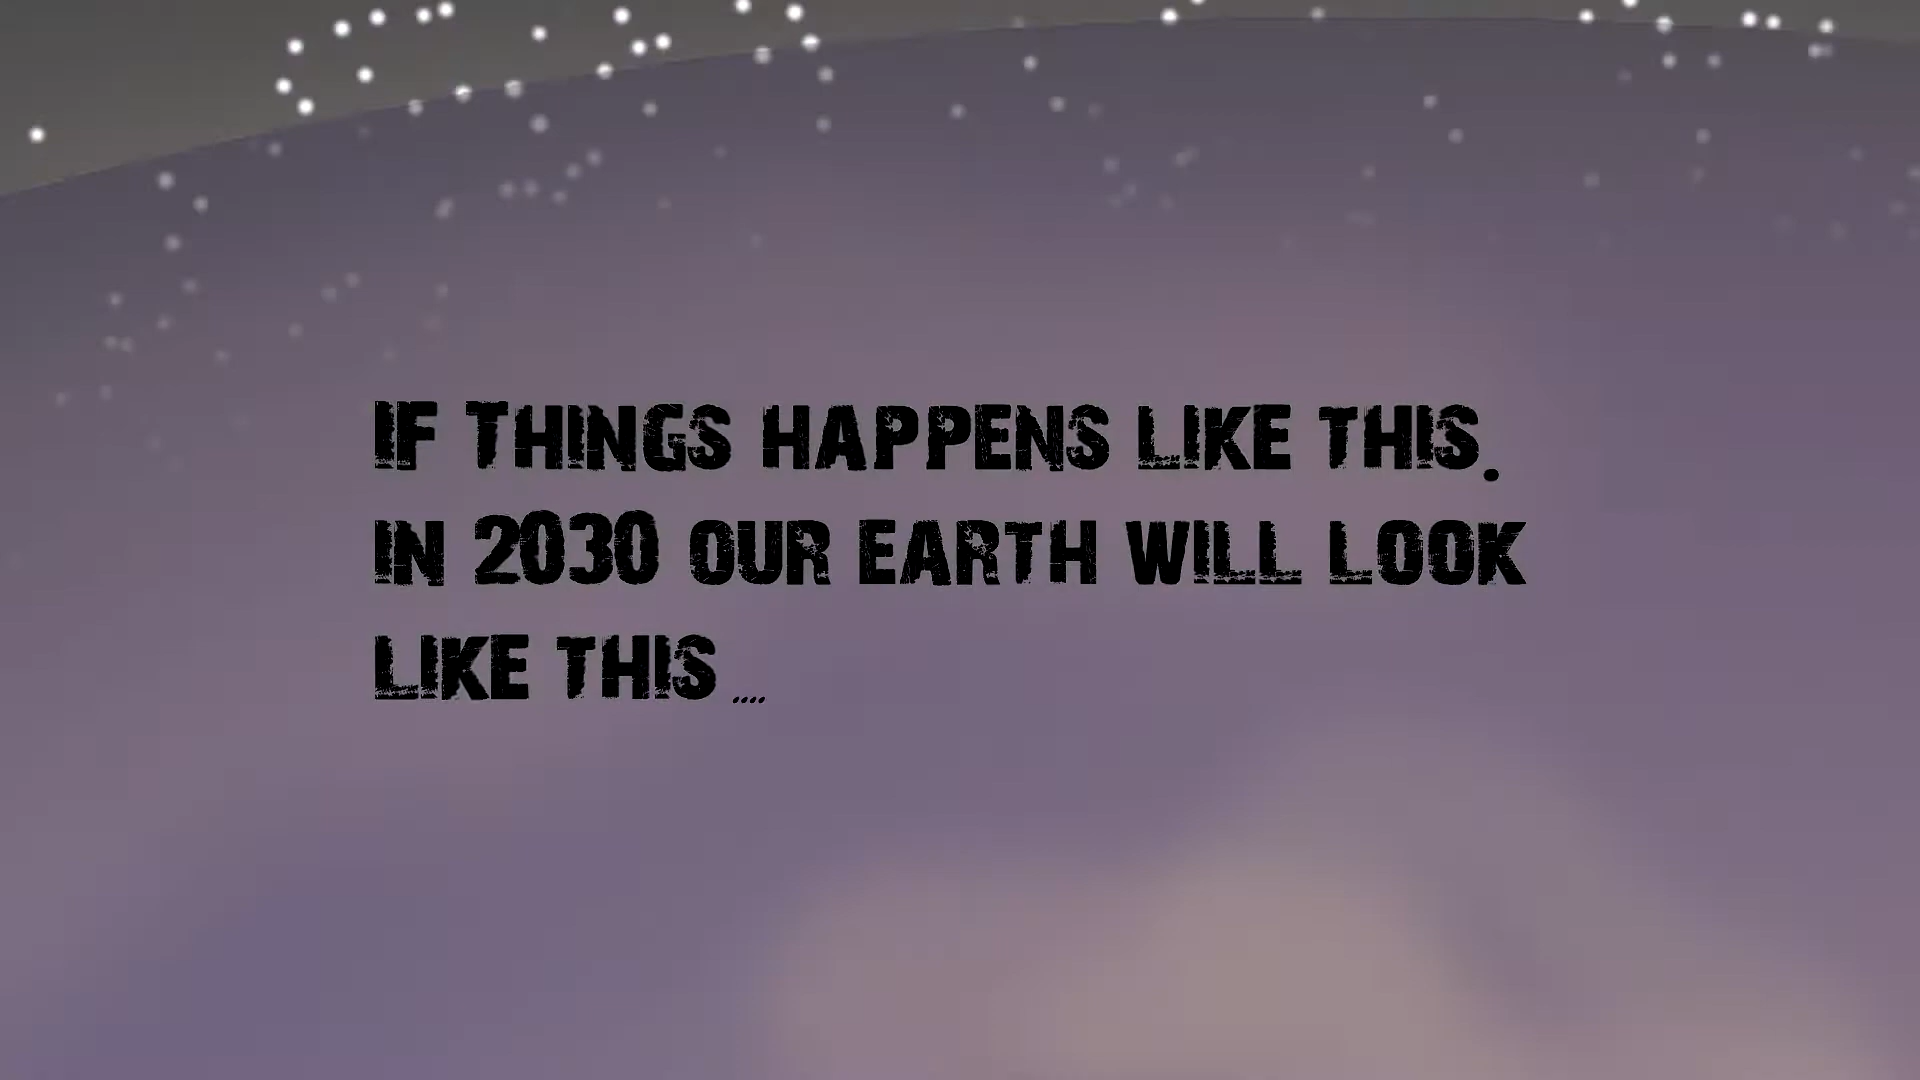 IF THINGS HAPPENS LIKE THIS.
IN 2030 OUR EARTH WILL LOOK
LIKE THIS ....